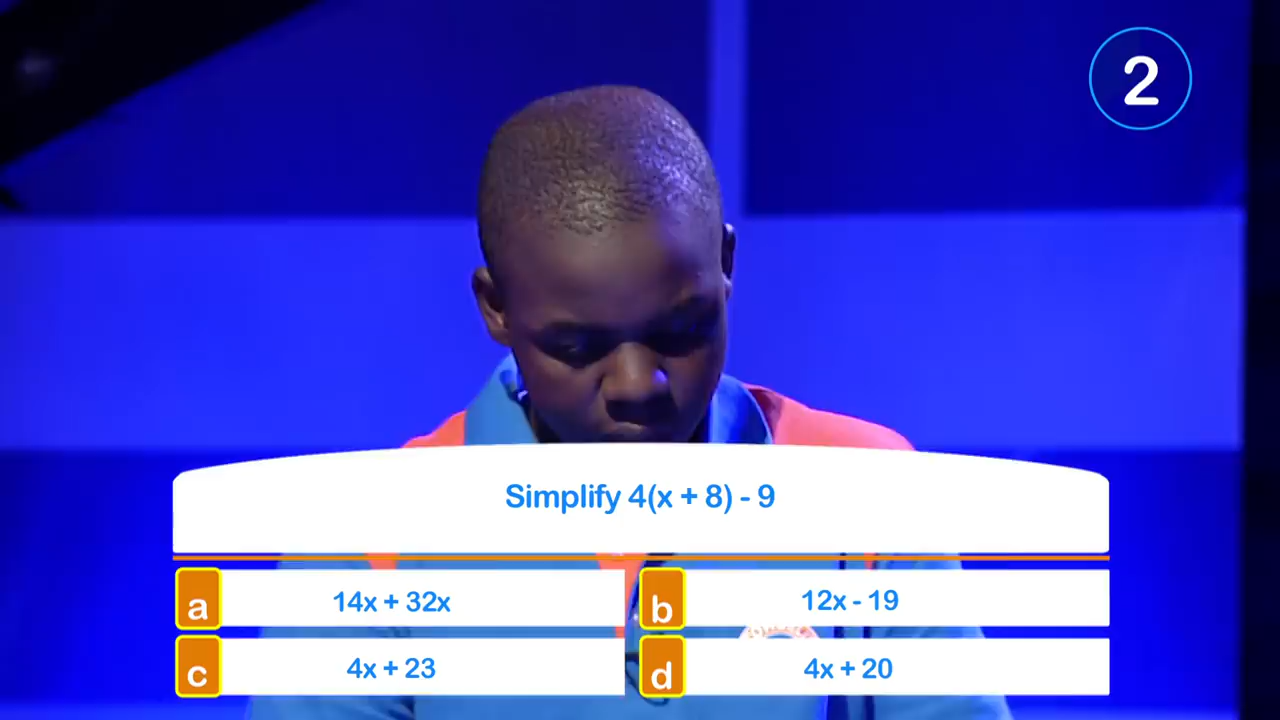 2
Simplify 4(x + 8) - 9
a 14x + 32x
b 12x - 19
c 4x + 23
d 4x + 20